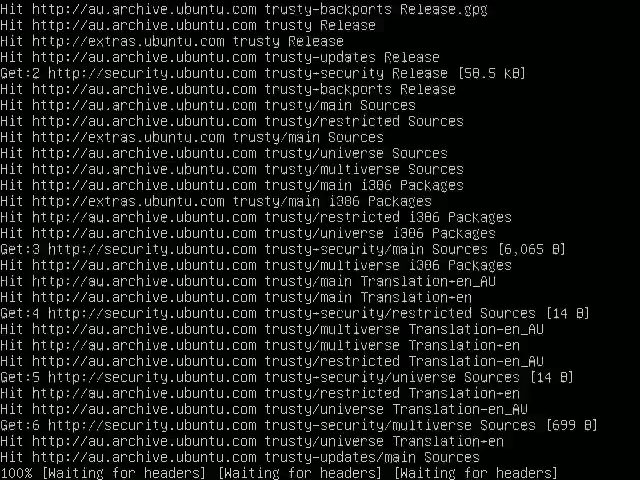 Hit http://au.archive.ubuntu.com trusty-backports Release.gpg
Hit http://au.archive.ubuntu.com trusty Release
Hit http://extras.ubuntu.com trusty Release
Hit http://au.archive.ubuntu.com trusty-updates Release
Get:2 http://security.ubuntu.com trusty-security Release [58.5 kB]
Hit http://au.archive.ubuntu.com trusty-backports Release
Hit http://au.archive.ubuntu.com trusty/main Sources
Hit http://au.archive.ubuntu.com trusty/restricted Sources
Hit http://extras.ubuntu.com trusty/main Sources
Hit http://au.archive.ubuntu.com trusty/universe Sources
Hit http://au.archive.ubuntu.com trusty/multiverse Sources
Hit http://au.archive.ubuntu.com trusty/main i386 Packages
Hit http://extras.ubuntu.com trusty/main i386 Packages
Hit http://au.archive.ubuntu.com trusty/restricted i386 Packages
Hit http://au.archive.ubuntu.com trusty/universe i386 Packages
Get:3 http://security.ubuntu.com trusty-security/main Sources [6,065 B]
Hit http://au.archive.ubuntu.com trusty/multiverse i386 Packages
Hit http://au.archive.ubuntu.com trusty/main Translation-en_AU
Hit http://au.archive.ubuntu.com trusty/main Translation-en
Get:4 http://security.ubuntu.com trusty-security/restricted Sources [14 B]
Hit http://au.archive.ubuntu.com trusty/multiverse Translation-en_AU
Hit http://au.archive.ubuntu.com trusty/multiverse Translation-en
Hit http://au.archive.ubuntu.com trusty/restricted Translation-en_AU
Get:5 http://security.ubuntu.com trusty-security/universe Sources [14 B]
Hit http://au.archive.ubuntu.com trusty/restricted Translation-en
Hit http://au.archive.ubuntu.com trusty/universe Translation-en_AU
Get:6 http://security.ubuntu.com trusty-security/multiverse Sources [699 B]
Hit http://au.archive.ubuntu.com trusty/universe Translation-en
Hit http://au.archive.ubuntu.com trusty-updates/main Sources
100% [Waiting for headers] [Waiting for headers] [Waiting for headers]